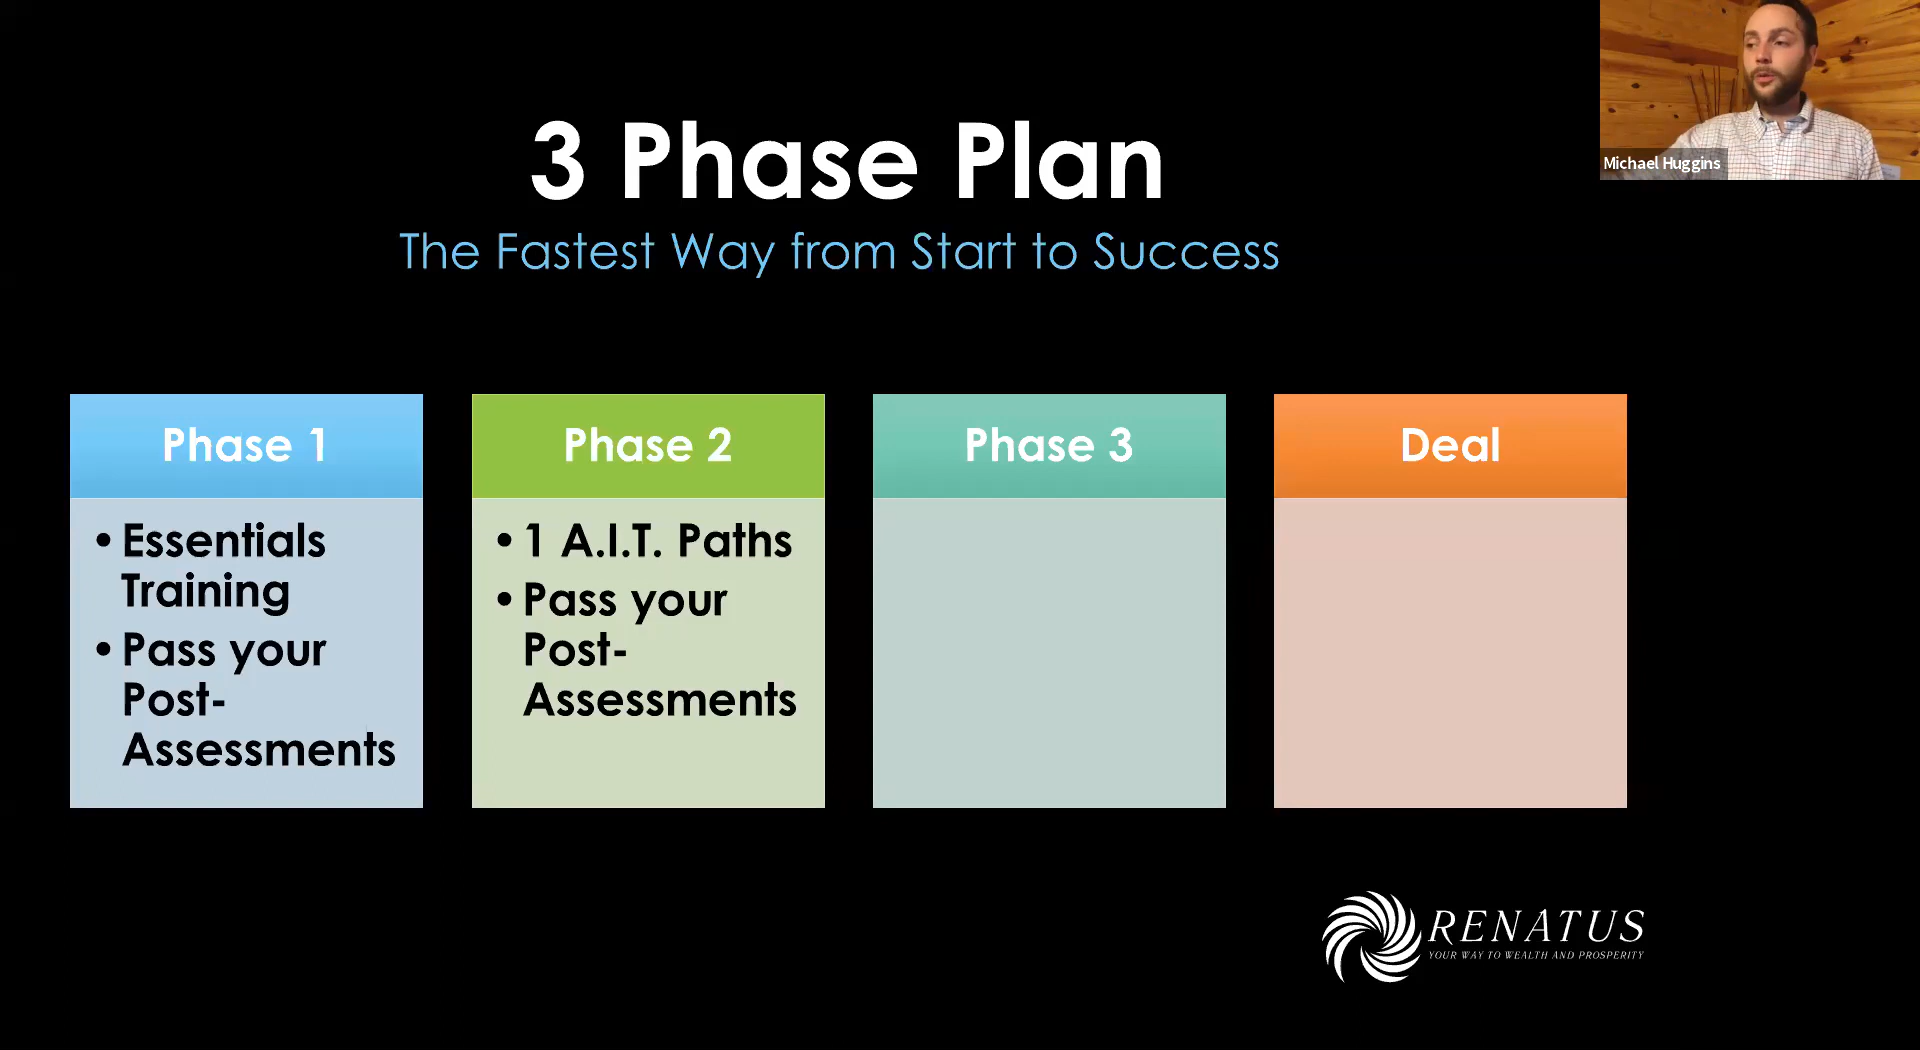 3 Phase Plan
The Fastest Way from Start to Success
Michael Huggins
Phase 1
• Essentials
Training
• Pass your
Post-
Assessments
Phase 2
• 1 A.I.T. Paths
• Pass your
Post-
Assessments
Phase 3
Deal
RENATUS
YOUR WAY TO WEALTH AND PROSPERITY